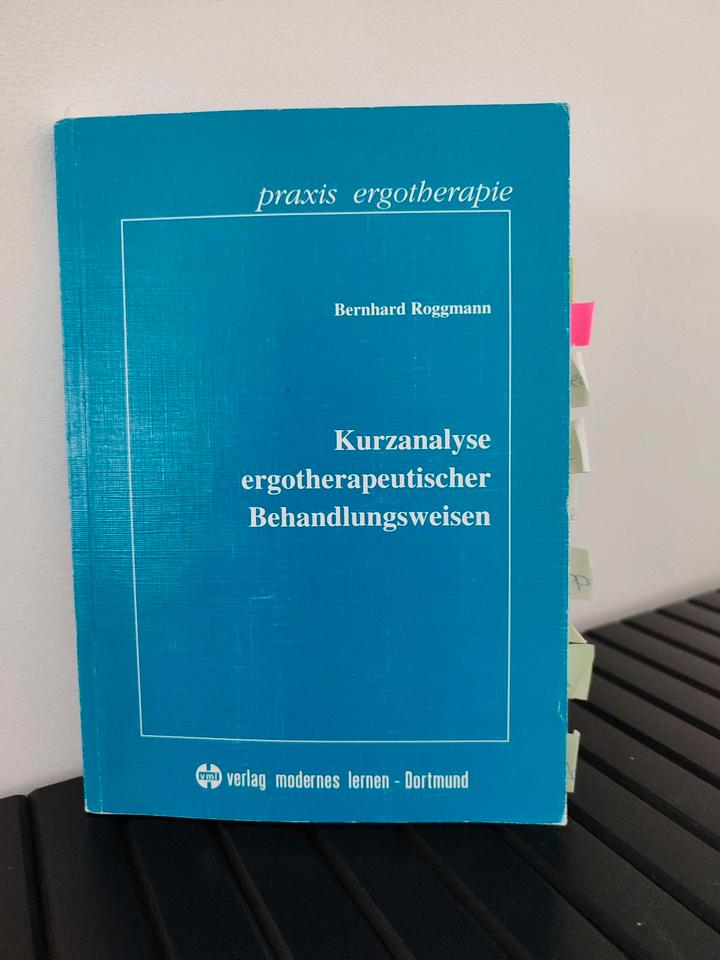 praxis ergotherapie
Bernhard Roggmann
Kurzanalyse
ergotherapeutischer
Behandlungsweisen
vml verlag modernes lernen - Dortmund